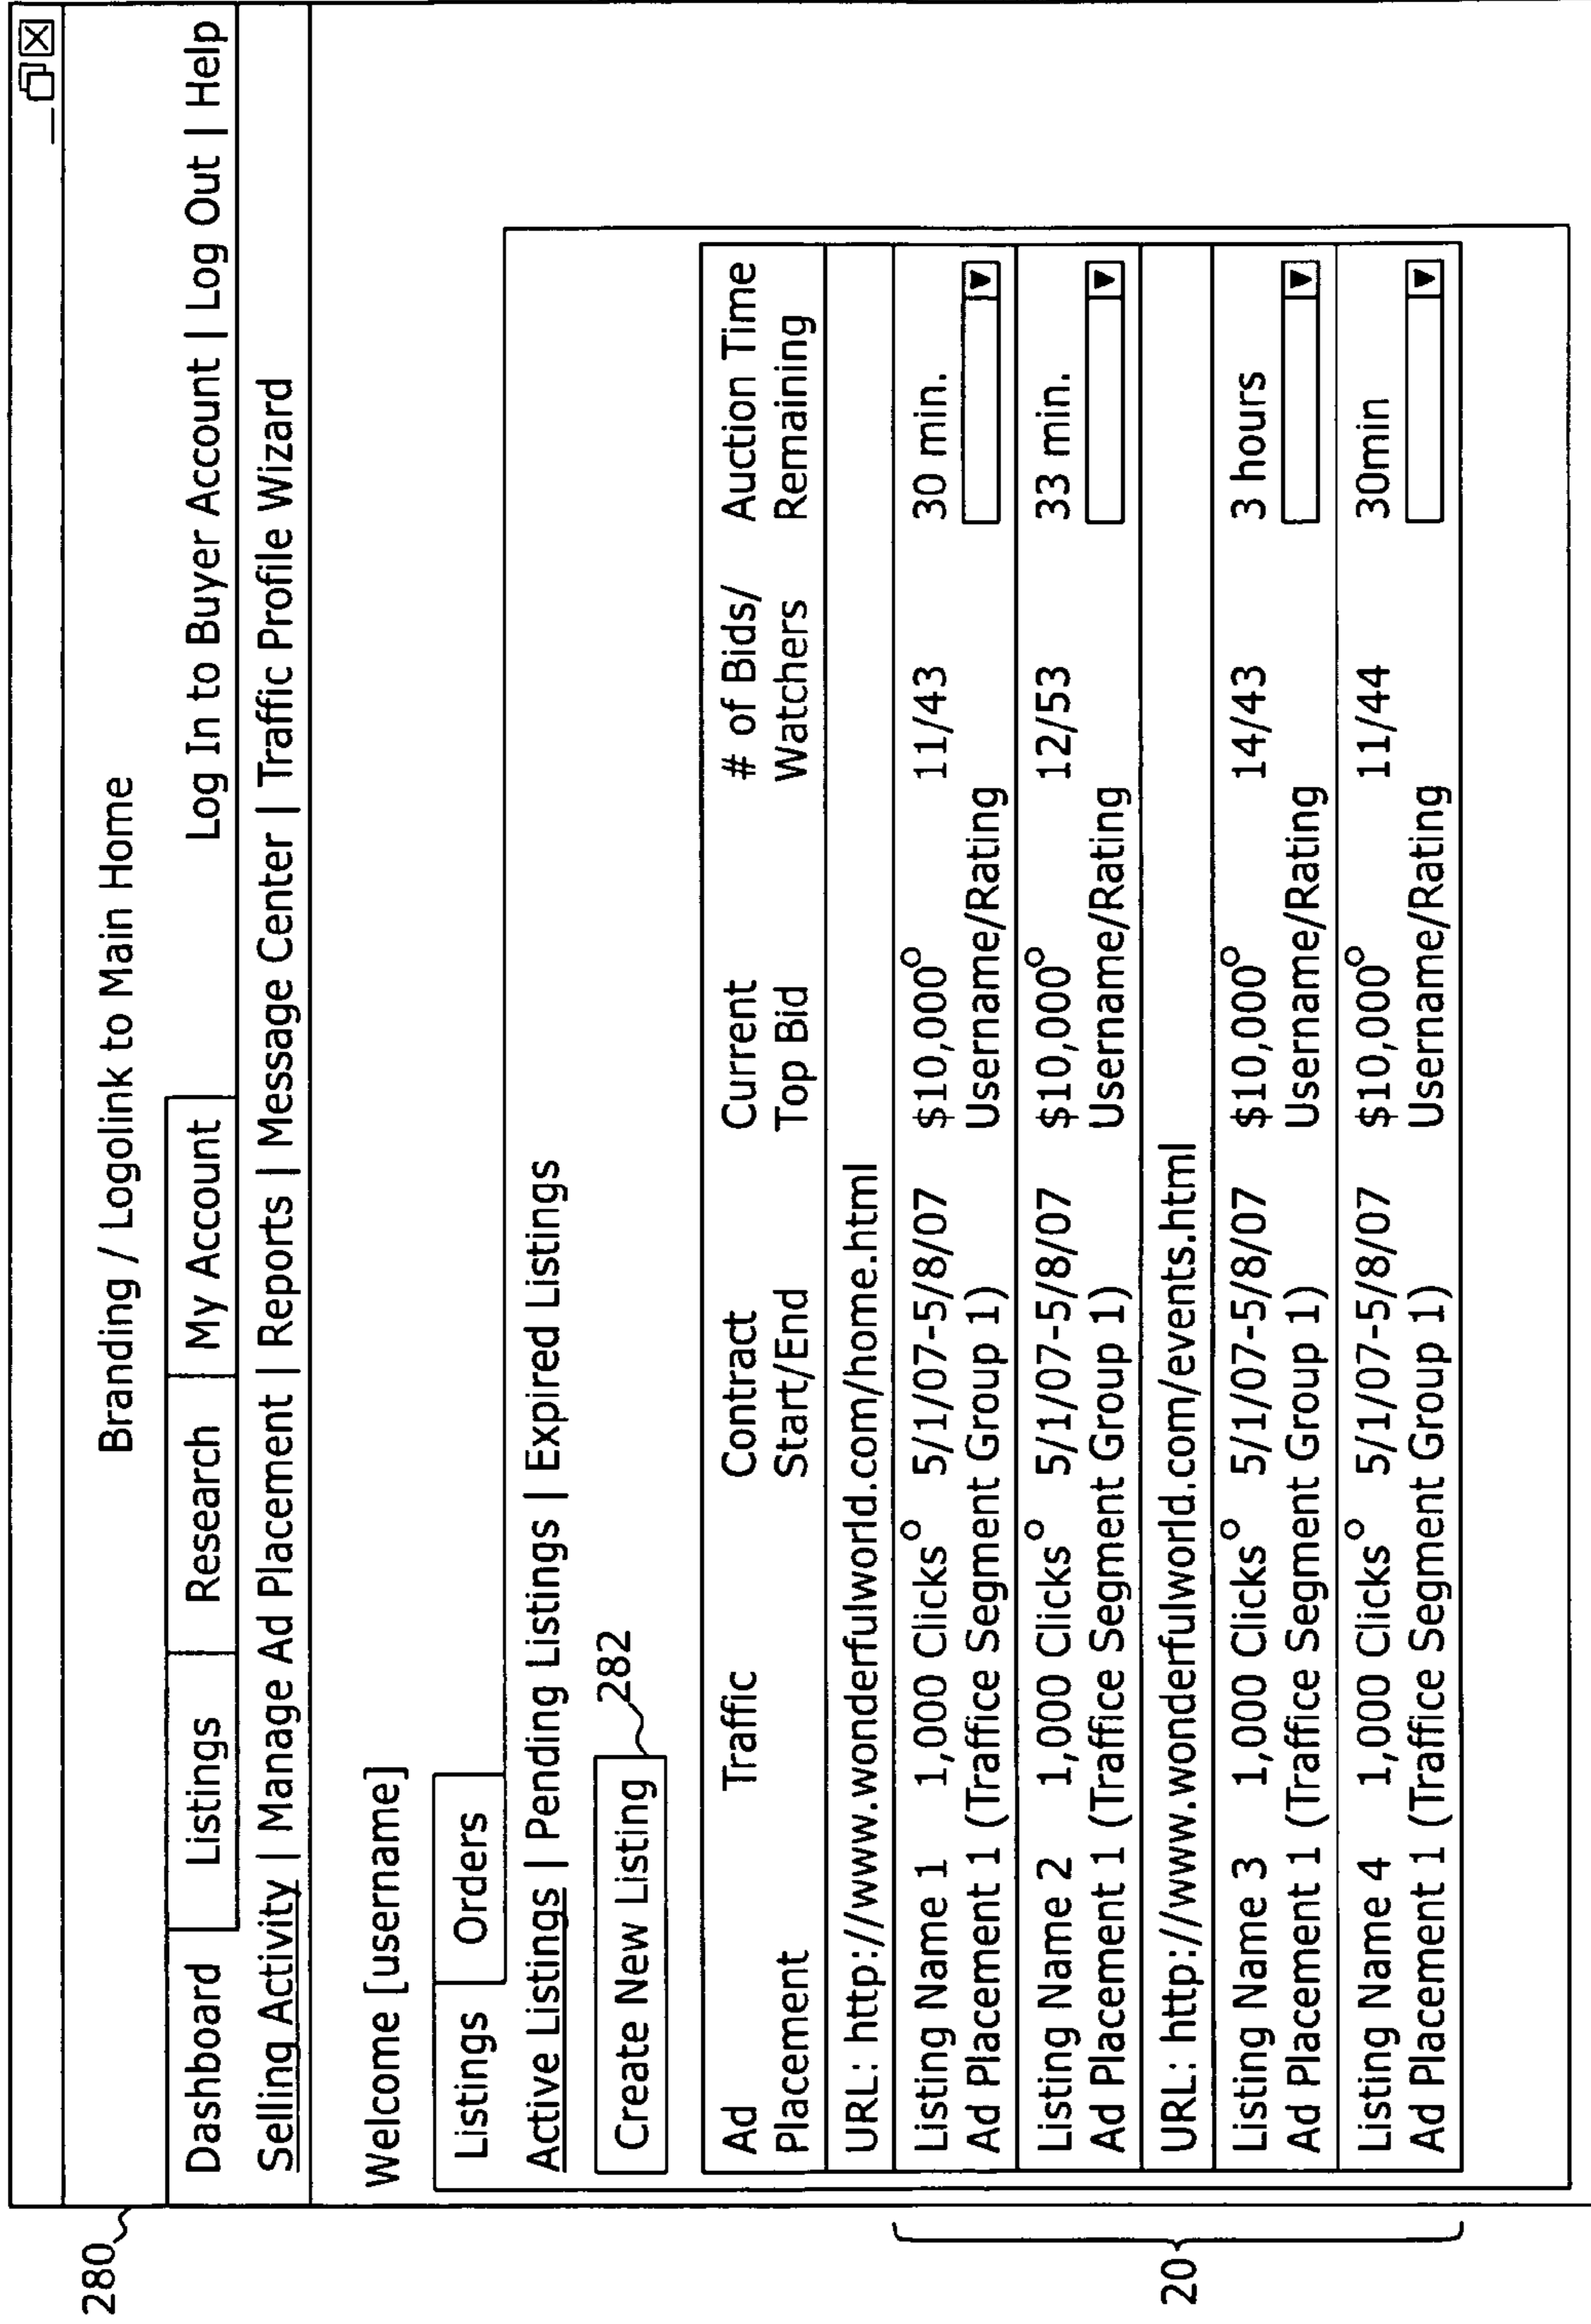 280
Branding / Logolink to Main Home
Dashboard Listings Research My Account Log In to Buyer Account | Log Out | Help
Selling Activity | Manage Ad Placement | Reports | Message Center | Traffic Profile Wizard
Welcome [username]
Listings Orders
Active Listings | Pending Listings | Expired Listings
Create New Listing 282
Ad Traffic Contract Current # of Bids/ Auction Time
Placement Start/End Top Bid Watchers Remaining
URL: http://www.wonderfulworld.com/home.html
Listing Name 1 1,000 Clicks° 5/1/07-5/8/07 $10,000° 11/43 30 min.
Ad Placement 1 (Traffice Segment Group 1) Username/Rating
Listing Name 2 1,000 Clicks° 5/1/07-5/8/07 $10,000° 12/53 33 min.
Ad Placement 1 (Traffice Segment Group 1) Username/Rating
URL: http://www.wonderfulworld.com/events.html
Listing Name 3 1,000 Clicks° 5/1/07-5/8/07 $10,000° 14/43 3 hours
Ad Placement 1 (Traffice Segment Group 1) Username/Rating
Listing Name 4 1,000 Clicks° 5/1/07-5/8/07 $10,000° 11/44 30min
Ad Placement 1 (Traffice Segment Group 1) Username/Rating
20